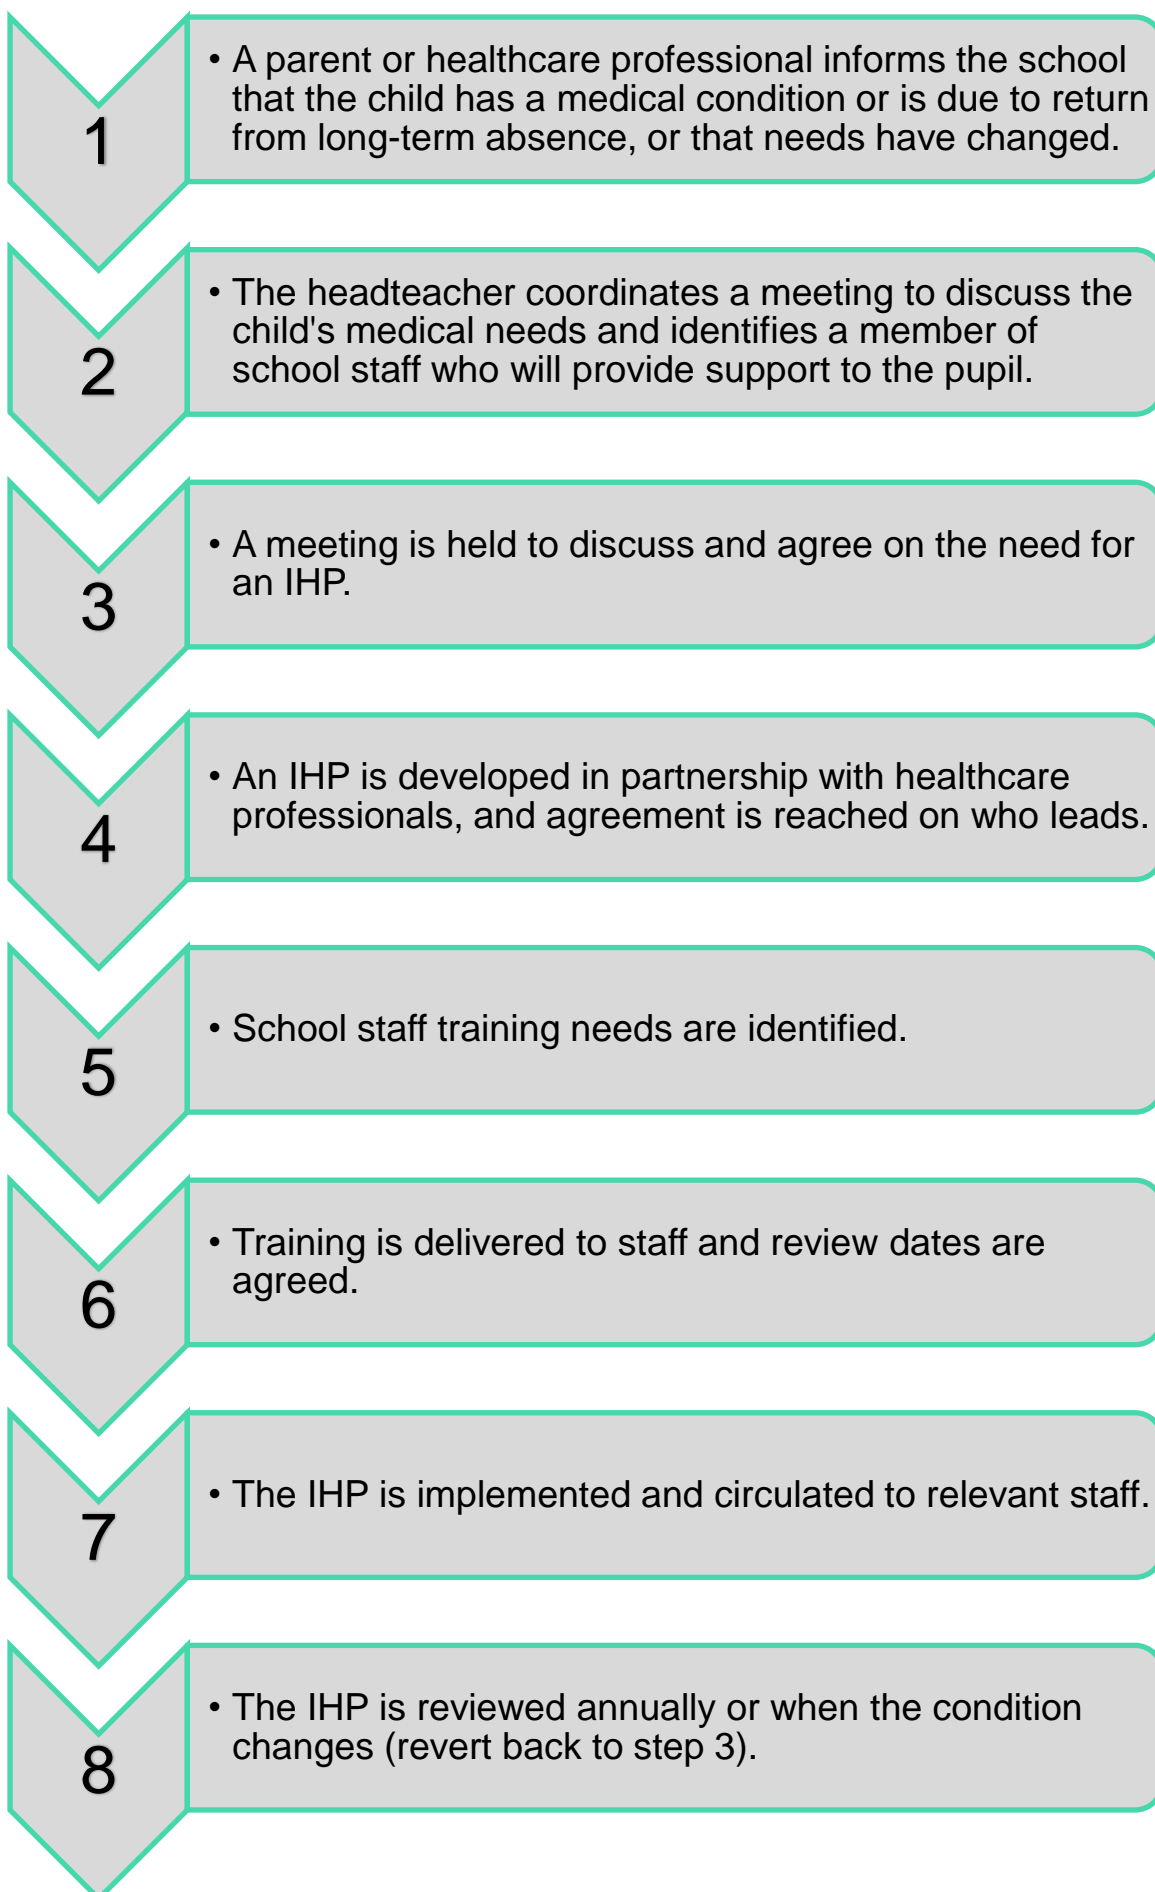 1
• A parent or healthcare professional informs the school
that the child has a medical condition or is due to return
from long-term absence, or that needs have changed.
2
• The headteacher coordinates a meeting to discuss the
child's medical needs and identifies a member of
school staff who will provide support to the pupil.
3
• A meeting is held to discuss and agree on the need for
an IHP.
4
• An IHP is developed in partnership with healthcare
professionals, and agreement is reached on who leads.
5
• School staff training needs are identified.
6
• Training is delivered to staff and review dates are
agreed.
7
• The IHP is implemented and circulated to relevant staff.
8
• The IHP is reviewed annually or when the condition
changes (revert back to step 3).